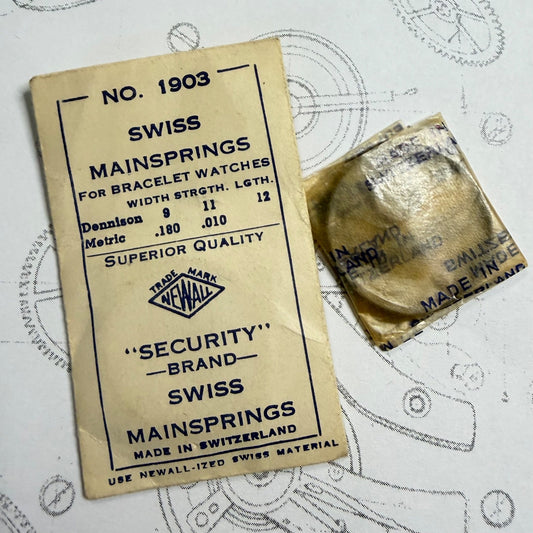 NO. 1903
SWISS
MAINSPRINGS
FOR BRACELET WATCHES
WIDTH STRGTH. LGTH.
Dennison 9 11 12
Metric .180 .010
SUPERIOR QUALITY
TRADE MARK
NEWALL
"SECURITY"
—BRAND—
SWISS
MAINSPRINGS
MADE IN SWITZERLAND
USE NEWALL-IZED SWISS MATERIAL
MADE IN